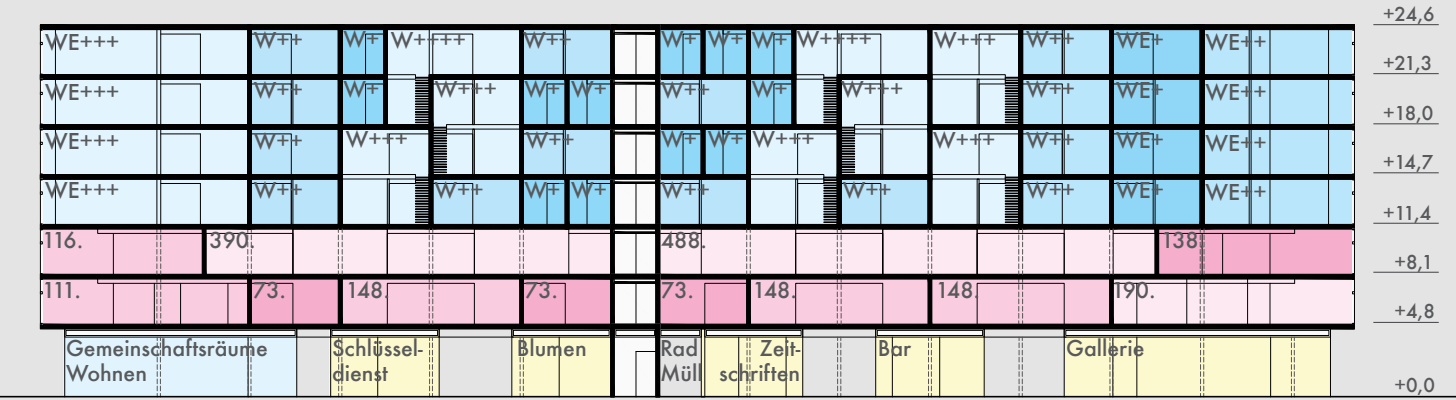 +24,6
WE+++ W++ W+ W++++ W++ W+ W+ W+ W++++ W+++ W++ WE+ WE++
+21,3
WE+++ W++ W+ W+++ W+ W+ W++ W+ W+++ W++ WE+ WE++
+18,0
WE+++ W++ W+++ W++ W+ W+ W+++ W+++ W++ WE+ WE++
+14,7
WE+++ W++ W++ W+ W+ W++ W++ W++ WE+ WE++
+11,4
116. 390. 488. 138.
+8,1
111. 73. 148. 73. 73. 148. 148. 190.
+4,8
Gemeinschaftsräume Schlüssel- Blumen Rad Zeit- Bar Gallerie
Wohnen dienst Müll schriften
+0,0